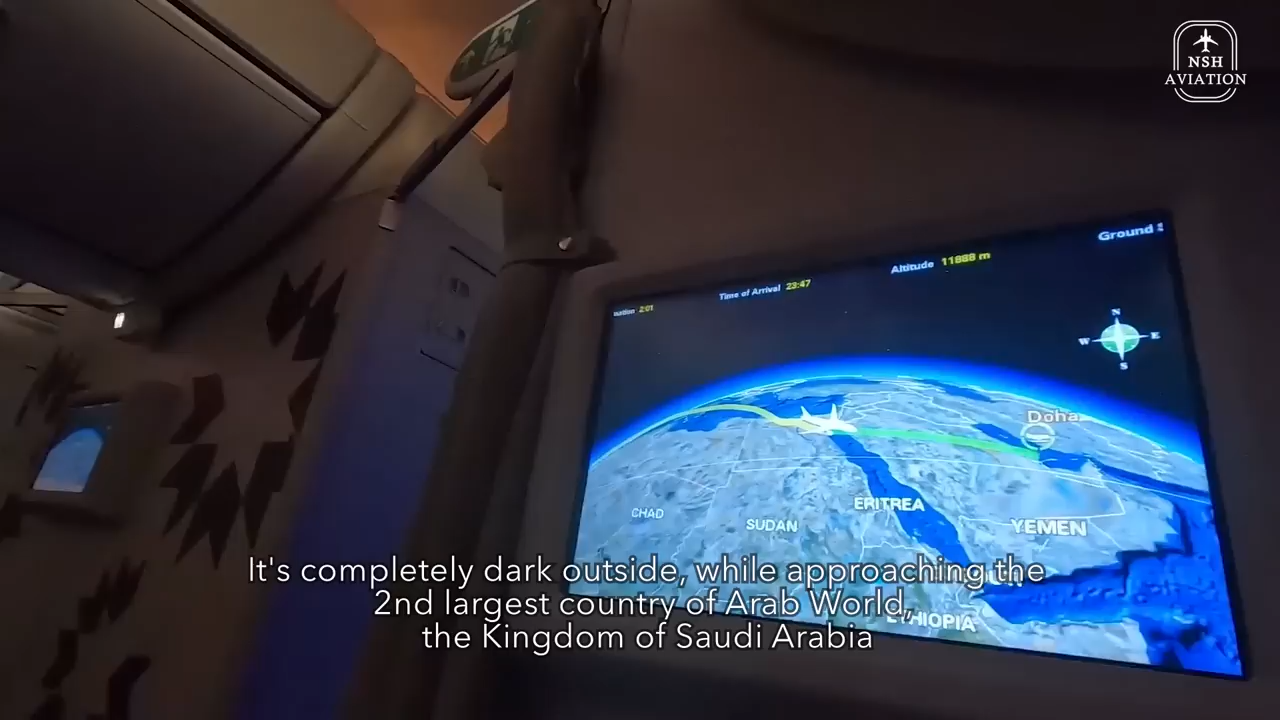 NSH
AVIATION
Ground
Altitude 11888 m
Time of Arrival 23:47
2:01
N
W E
S
Doha
ERITREA
CHAD
SUDAN
YEMEN
ETHIOPIA
It's completely dark outside, while approaching the
2nd largest country of Arab World,
the Kingdom of Saudi Arabia